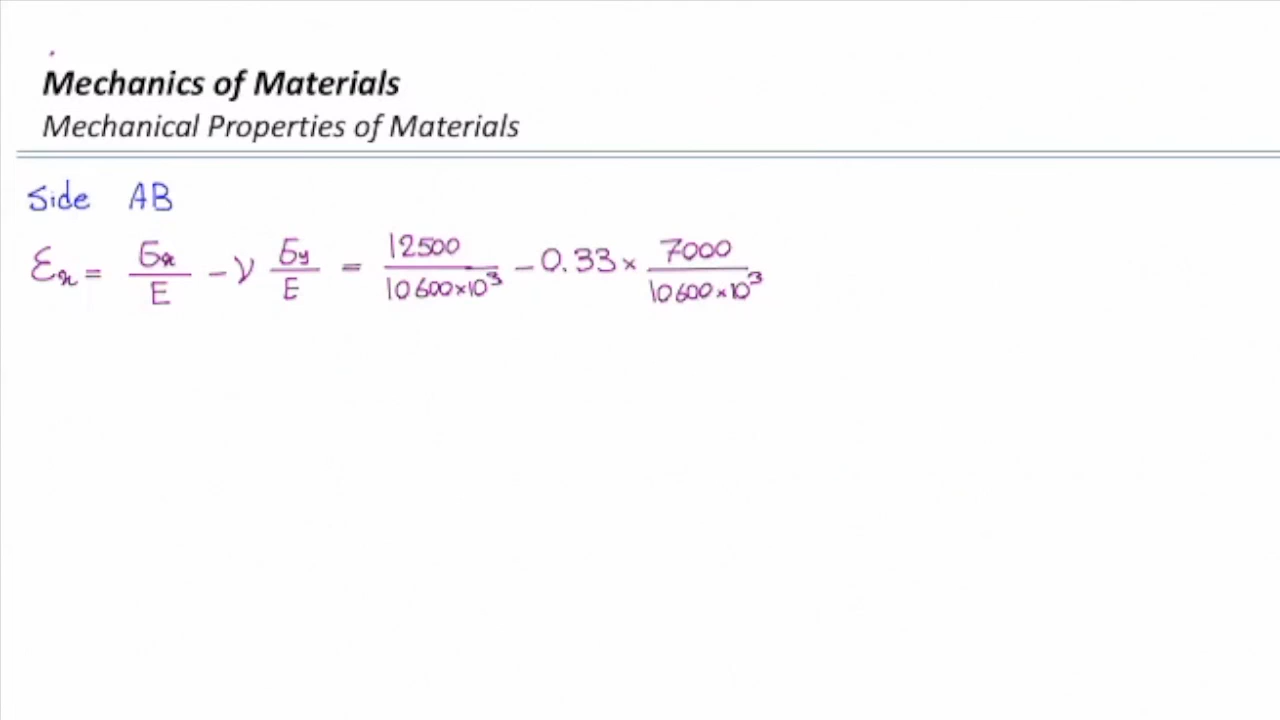 Mechanics of Materials
Mechanical Properties of Materials
Side AB
εx = σx/E - ν σy/E = 12500/10600×10³ - 0.33 × 7000/10600×10³